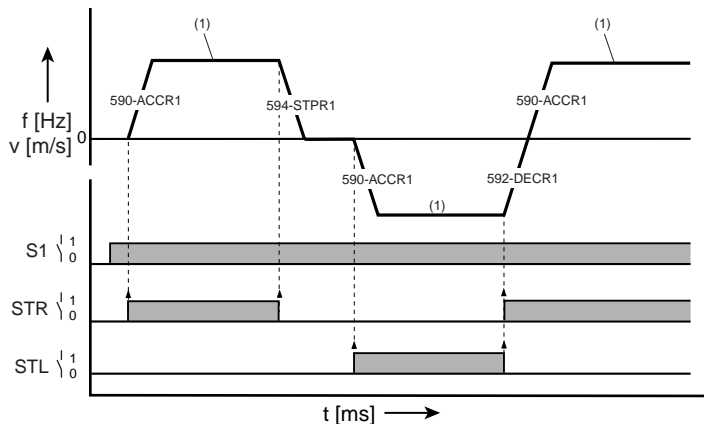 (1)
(1)
590-ACCR1
594-STPR1
590-ACCR1
f [Hz]
v [m/s]
0
590-ACCR1
592-DECR1
(1)
S1
1
0
STR
1
0
STL
1
0
t [ms]